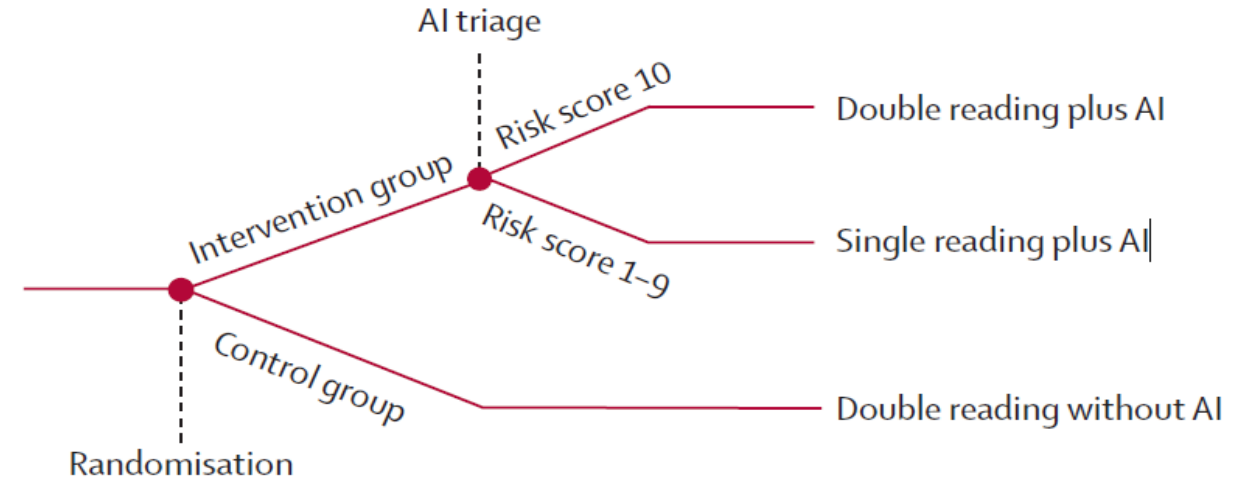 AI triage
Risk score 10
Double reading plus AI
Intervention group
Risk score 1–9
Single reading plus AI
Control group
Double reading without AI
Randomisation